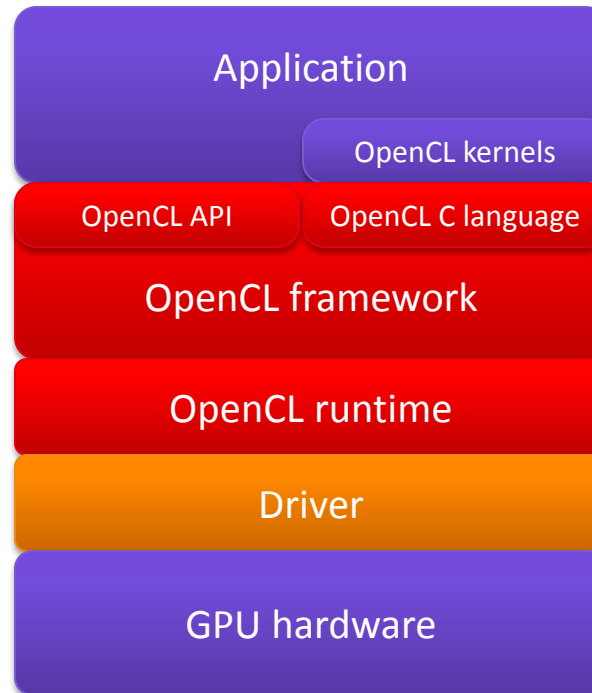 Application
OpenCL kernels
OpenCL API
OpenCL C language
OpenCL framework
OpenCL runtime
Driver
GPU hardware